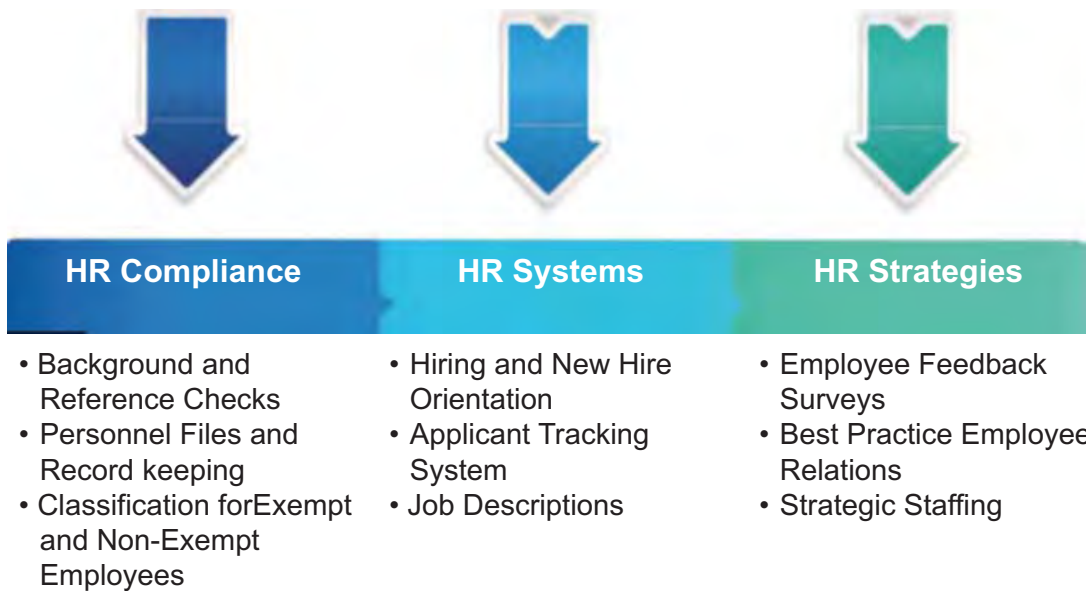 HR Compliance
HR Systems
HR Strategies
• Background and
Reference Checks
• Personnel Files and
Record keeping
• Classification forExempt
and Non-Exempt
Employees
• Hiring and New Hire
Orientation
• Applicant Tracking
System
• Job Descriptions
• Employee Feedback
Surveys
• Best Practice Employee
Relations
• Strategic Staffing